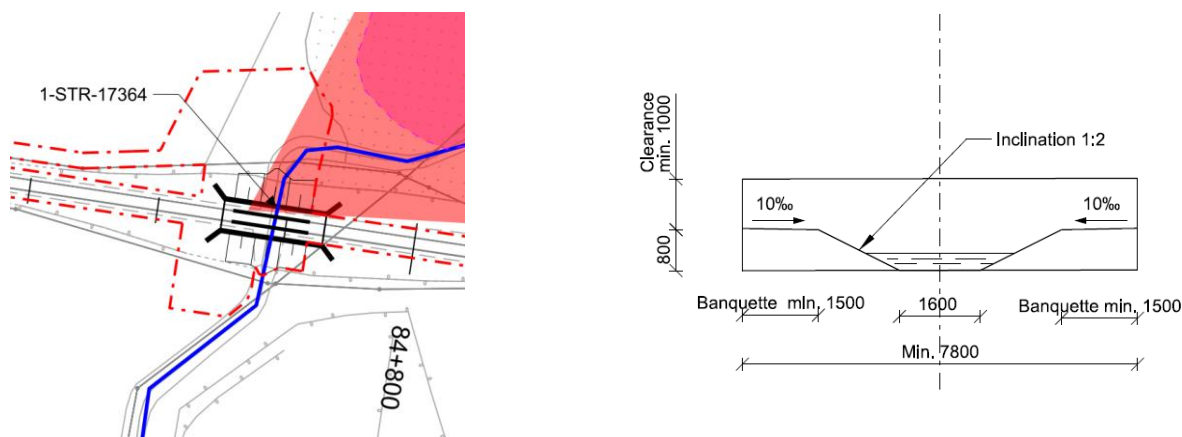 1-STR-17364
84+800
Clearance
min. 1000
Inclination 1:2
10‰
10‰
800
Banquette mIn. 1500
1600
Banquette min. 1500
Min. 7800